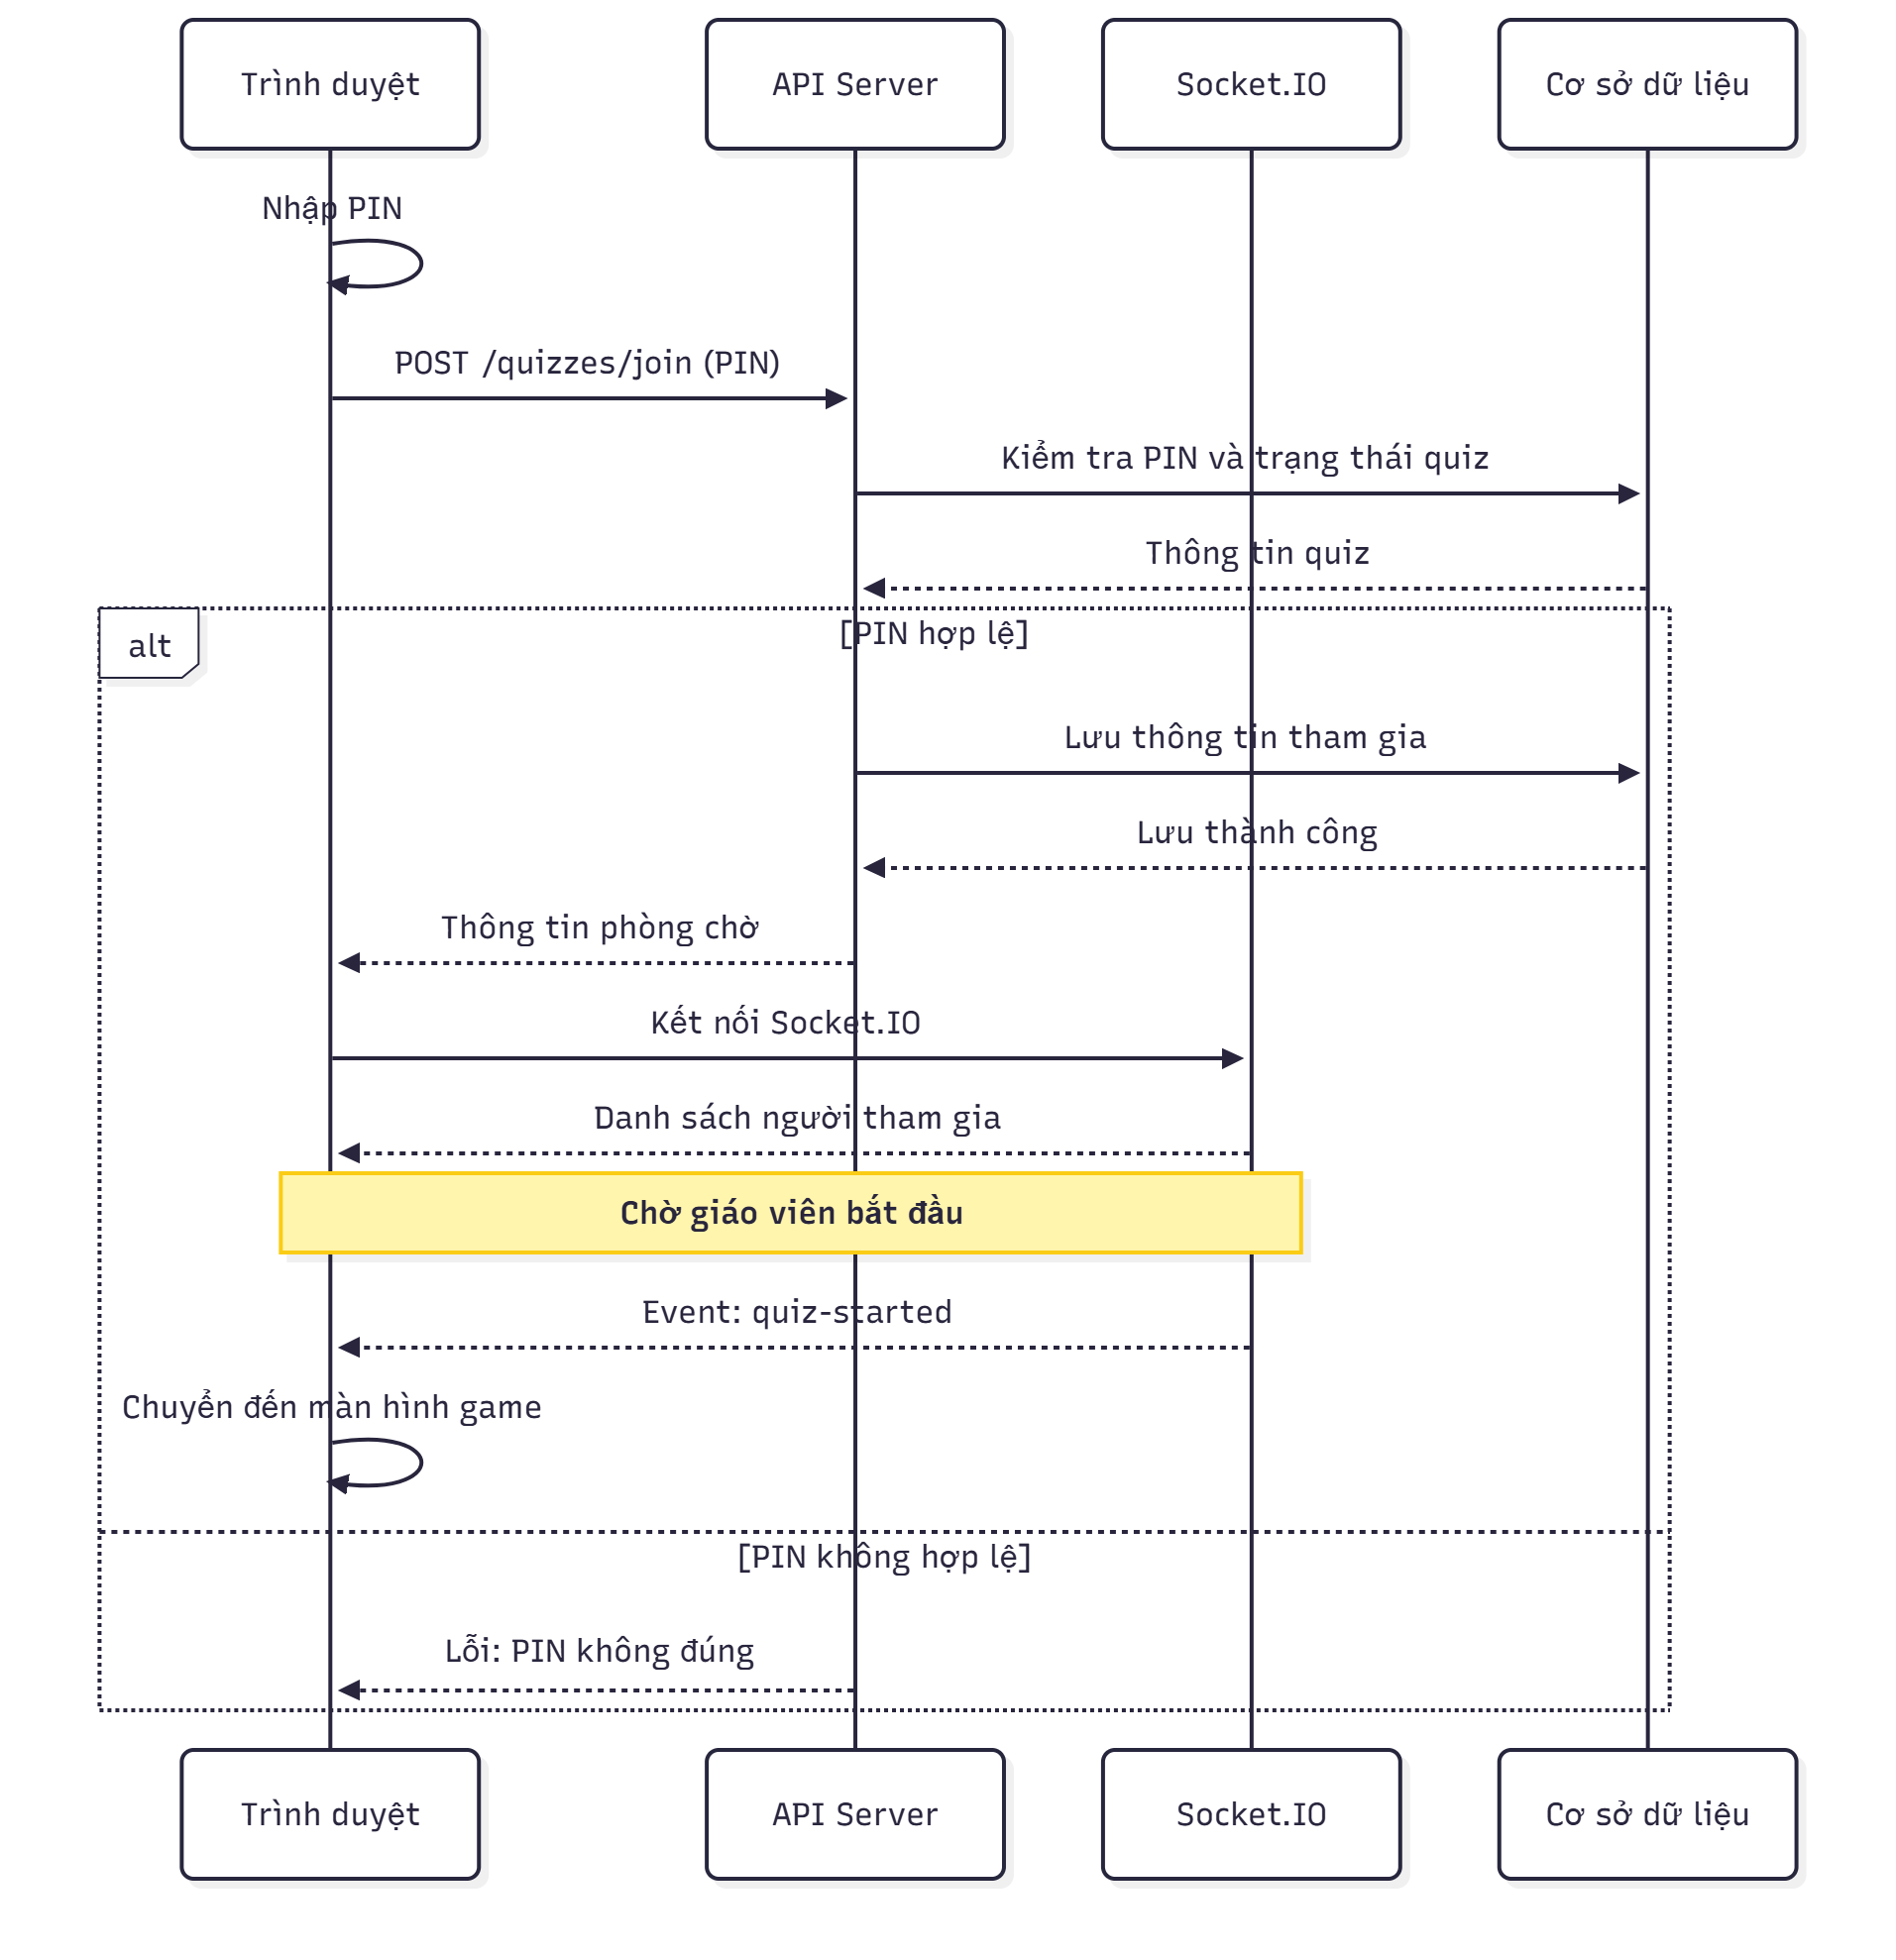 Trình duyệt
API Server
Socket.IO
Cơ sở dữ liệu
Nhập PIN
POST /quizzes/join (PIN)
Kiểm tra PIN và trạng thái quiz
Thông tin quiz
alt
[PIN hợp lệ]
Lưu thông tin tham gia
Lưu thành công
Thông tin phòng chờ
Kết nối Socket.IO
Danh sách người tham gia
Chờ giáo viên bắt đầu
Event: quiz-started
Chuyển đến màn hình game
[PIN không hợp lệ]
Lỗi: PIN không đúng
Trình duyệt
API Server
Socket.IO
Cơ sở dữ liệu